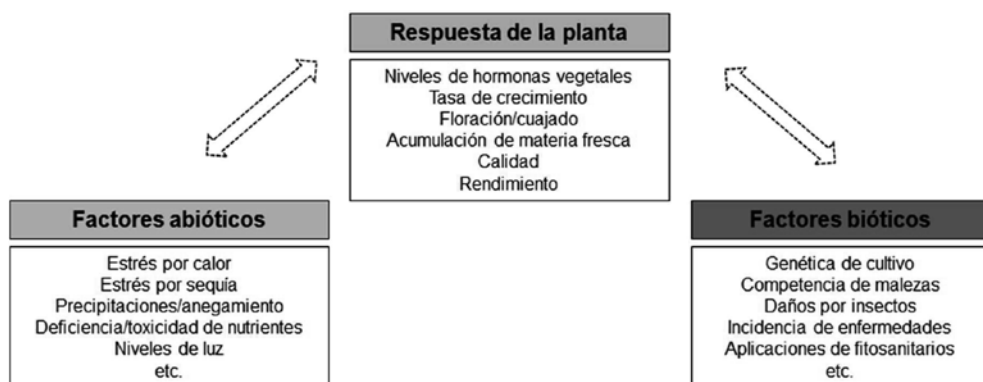 Respuesta de la planta
Niveles de hormonas vegetales
Tasa de crecimiento
Floración/cuajado
Acumulación de materia fresca
Calidad
Rendimiento
Factores abióticos
Estrés por calor
Estrés por sequía
Precipitaciones/anegamiento
Deficiencia/toxicidad de nutrientes
Niveles de luz
etc.
Factores bióticos
Genética de cultivo
Competencia de malezas
Daños por insectos
Incidencia de enfermedades
Aplicaciones de fitosanitarios
etc.